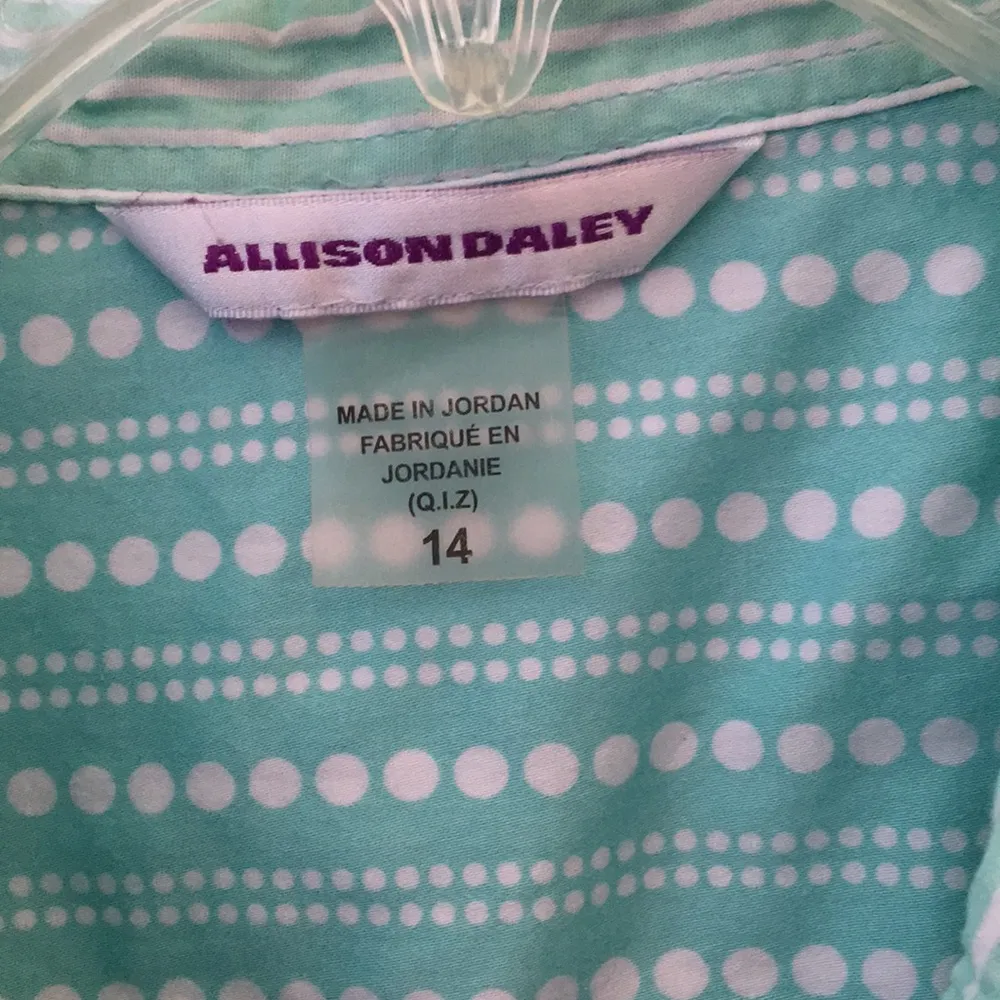 ALLISON DALEY
MADE IN JORDAN
FABRIQUÉ EN
JORDANIE
(Q.I.Z)
14